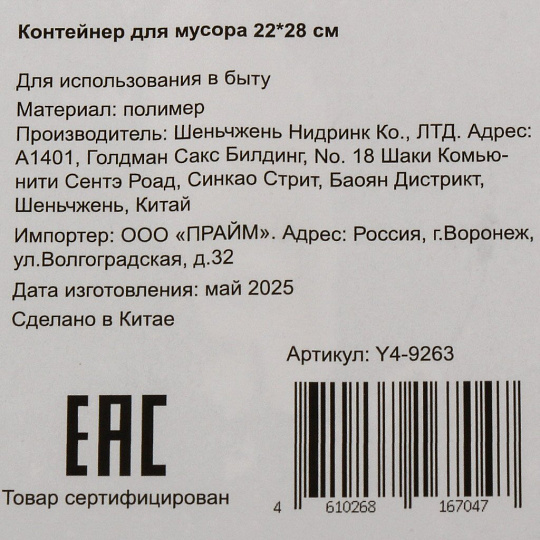 Контейнер для мусора 22*28 см
Для использования в быту
Материал: полимер
Производитель: Шеньчжень Нидринк Ко., ЛТД. Адрес:
А1401, Голдман Сакс Билдинг, No. 18 Шаки Комью-
нити Сентэ Роад, Синкао Стрит, Баоян Дистрикт,
Шеньчжень, Китай
Импортер: ООО «ПРАЙМ». Адрес: Россия, г.Воронеж,
ул.Волгоградская, д.32
Дата изготовления: май 2025
Сделано в Китае
Артикул: Y4-9263
EAC
Товар сертифицирован
4 610268 167047